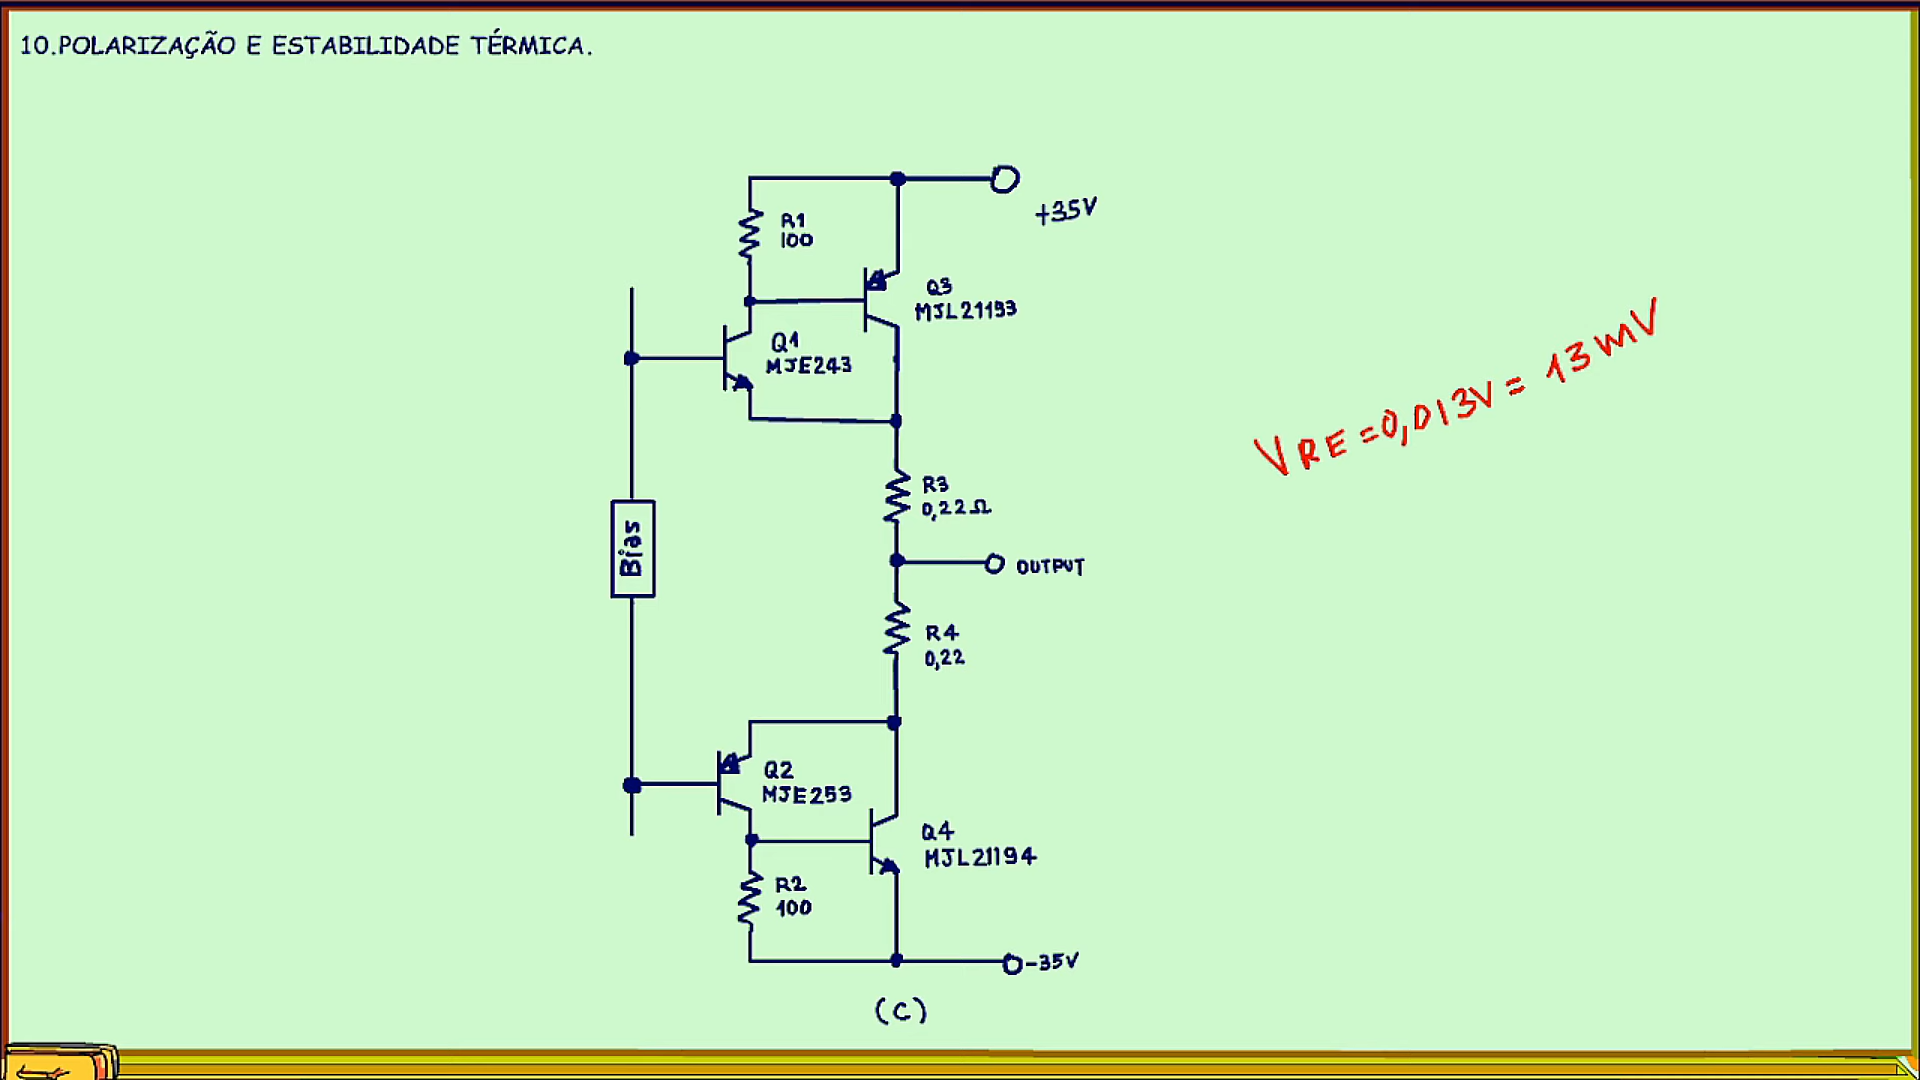 10.POLARIZAÇÃO E ESTABILIDADE TÉRMICA.
+35V
R1
100
Q3
MJL21193
Q1
MJE243
VRE=0,013V = 13mV
R3
0,22Ω
Bias
OUTPUT
R4
0,22
Q2
MJE253
Q4
MJL21194
R2
100
-35V
(C)